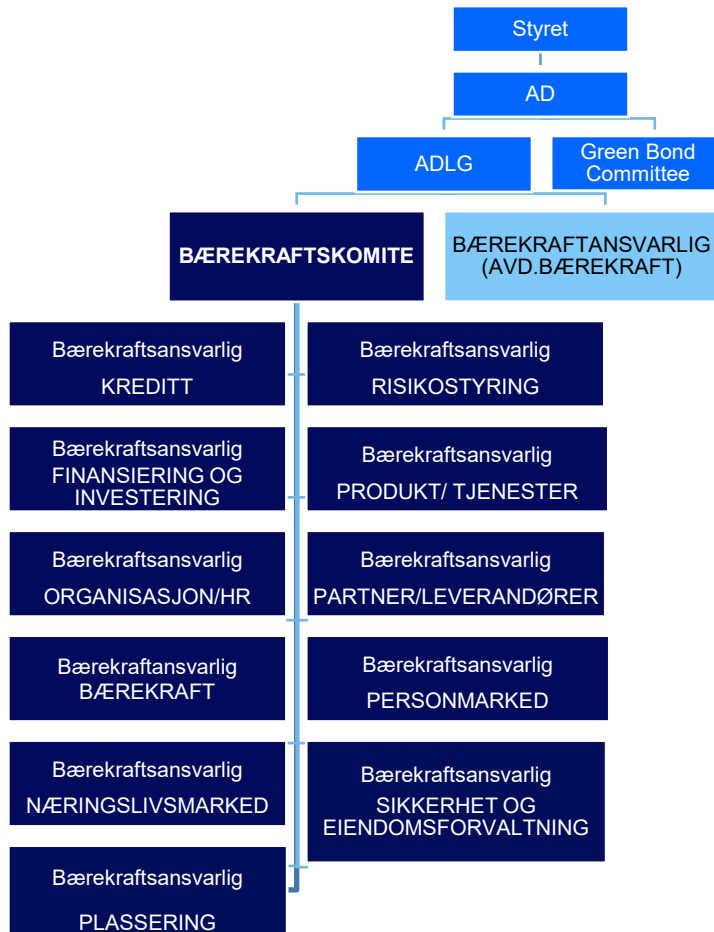 Styret
AD
ADLG
Green Bond
Committee
BÆREKRAFTSKOMITE
BÆREKRAFTANSVARLIG
(AVD.BÆREKRAFT)
Bærekraftsansvarlig
KREDITT
Bærekraftsansvarlig
RISIKOSTYRING
Bærekraftsansvarlig
FINANSIERING OG
INVESTERING
Bærekraftsansvarlig
PRODUKT/ TJENESTER
Bærekraftsansvarlig
ORGANISASJON/HR
Bærekraftsansvarlig
PARTNER/LEVERANDØRER
Bærekraftansvarlig
BÆREKRAFT
Bærekraftsansvarlig
PERSONMARKED
Bærekraftsansvarlig
NÆRINGSLIVSMARKED
Bærekraftsansvarlig
SIKKERHET OG
EIENDOMSFORVALTNING
Bærekraftsansvarlig
PLASSERING